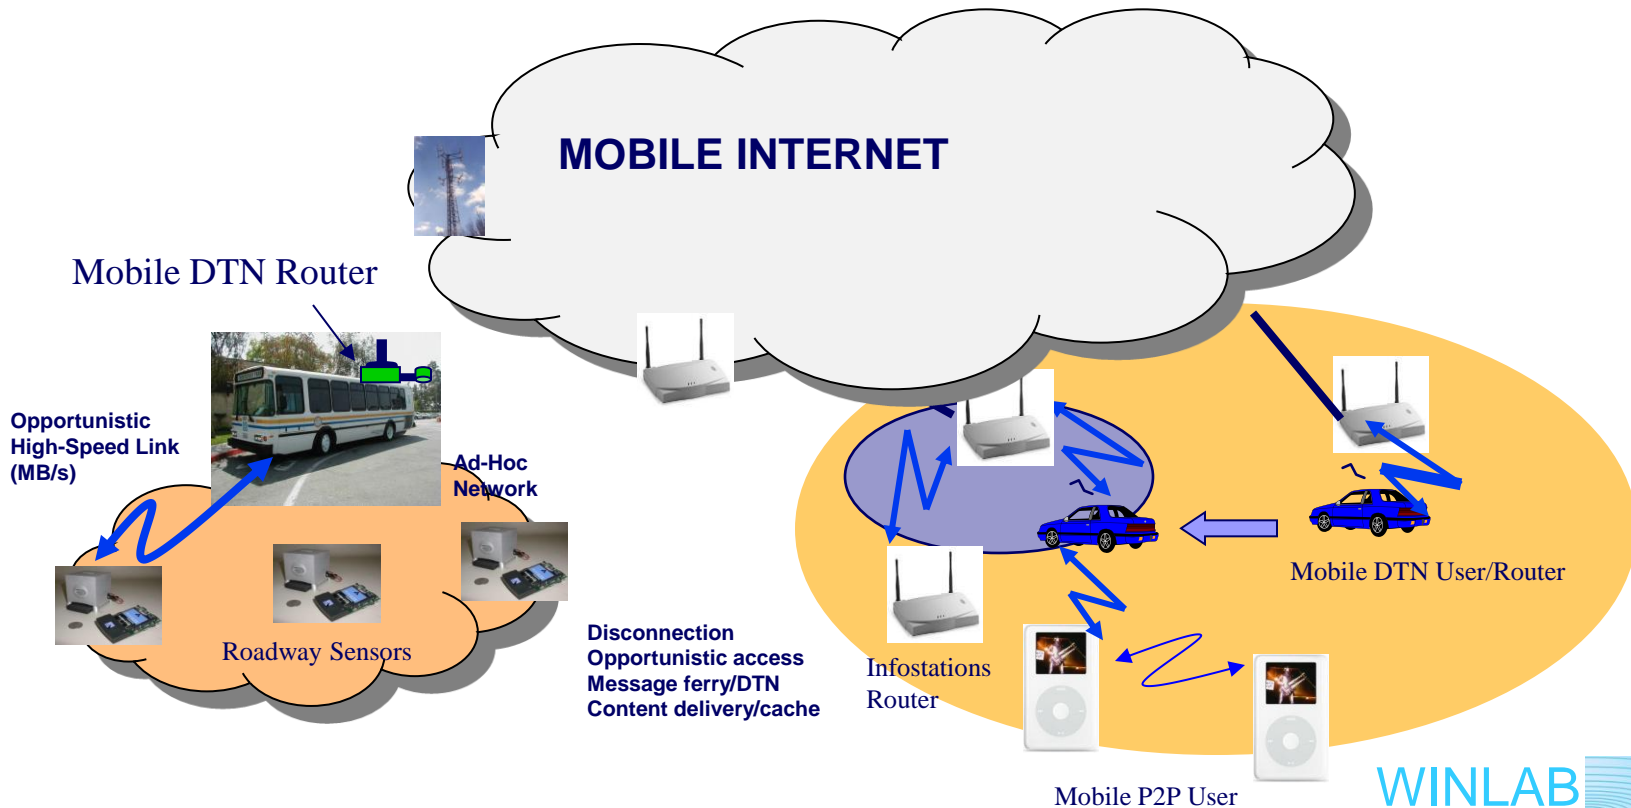 MOBILE INTERNET
Mobile DTN Router
Opportunistic
High-Speed Link
(MB/s)
Ad-Hoc
Network
Roadway Sensors
Disconnection
Opportunistic access
Message ferry/DTN
Content delivery/cache
Infostations
Router
Mobile DTN User/Router
Mobile P2P User
WINLAB